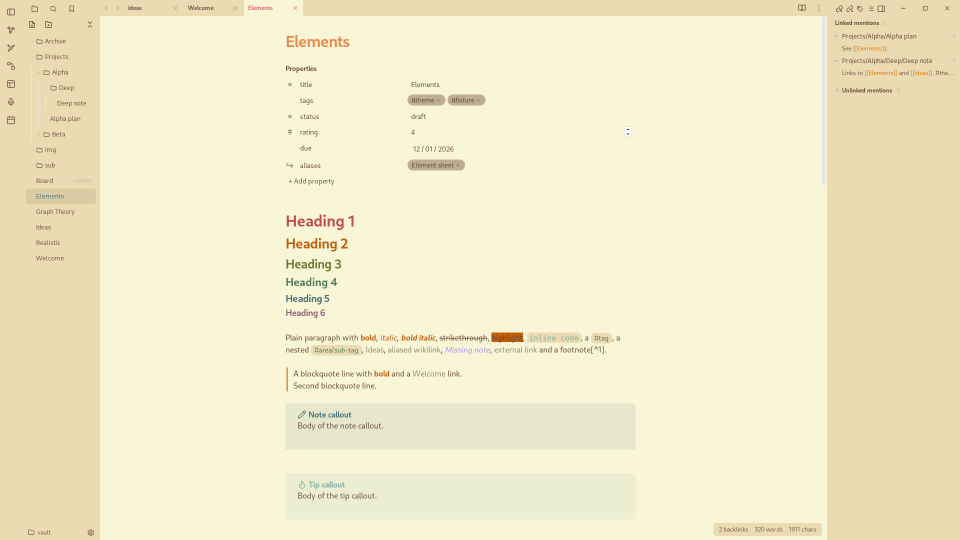 Ideas
Welcome
Elements
Archive
Projects
Alpha
Deep
Deep note
Alpha plan
Beta
img
sub
Board
Elements
Graph Theory
Ideas
Realistic
Welcome
vault
Elements
Properties
title Elements
tags #theme × #fixture ×
status draft
rating 4
due 12/01/2026
aliases Element sheet ×
+ Add property
Heading 1
Heading 2
Heading 3
Heading 4
Heading 5
Heading 6
Plain paragraph with bold, italic, bold italic, strikethrough, highlight, inline code, a #tag, a
nested #area/sub-tag, Ideas, aliased wikilink, Missing note, external link and a footnote[^1].
A blockquote line with bold and a Welcome link.
Second blockquote line.
Note callout
Body of the note callout.
Tip callout
Body of the tip callout.
2 backlinks 320 words 1911 chars
Linked mentions
Projects/Alpha/Alpha plan
See [[Elements]].
Projects/Alpha/Deep/Deep note
Links to [[Elements]] and [[Ideas]]. #the...
Unlinked mentions